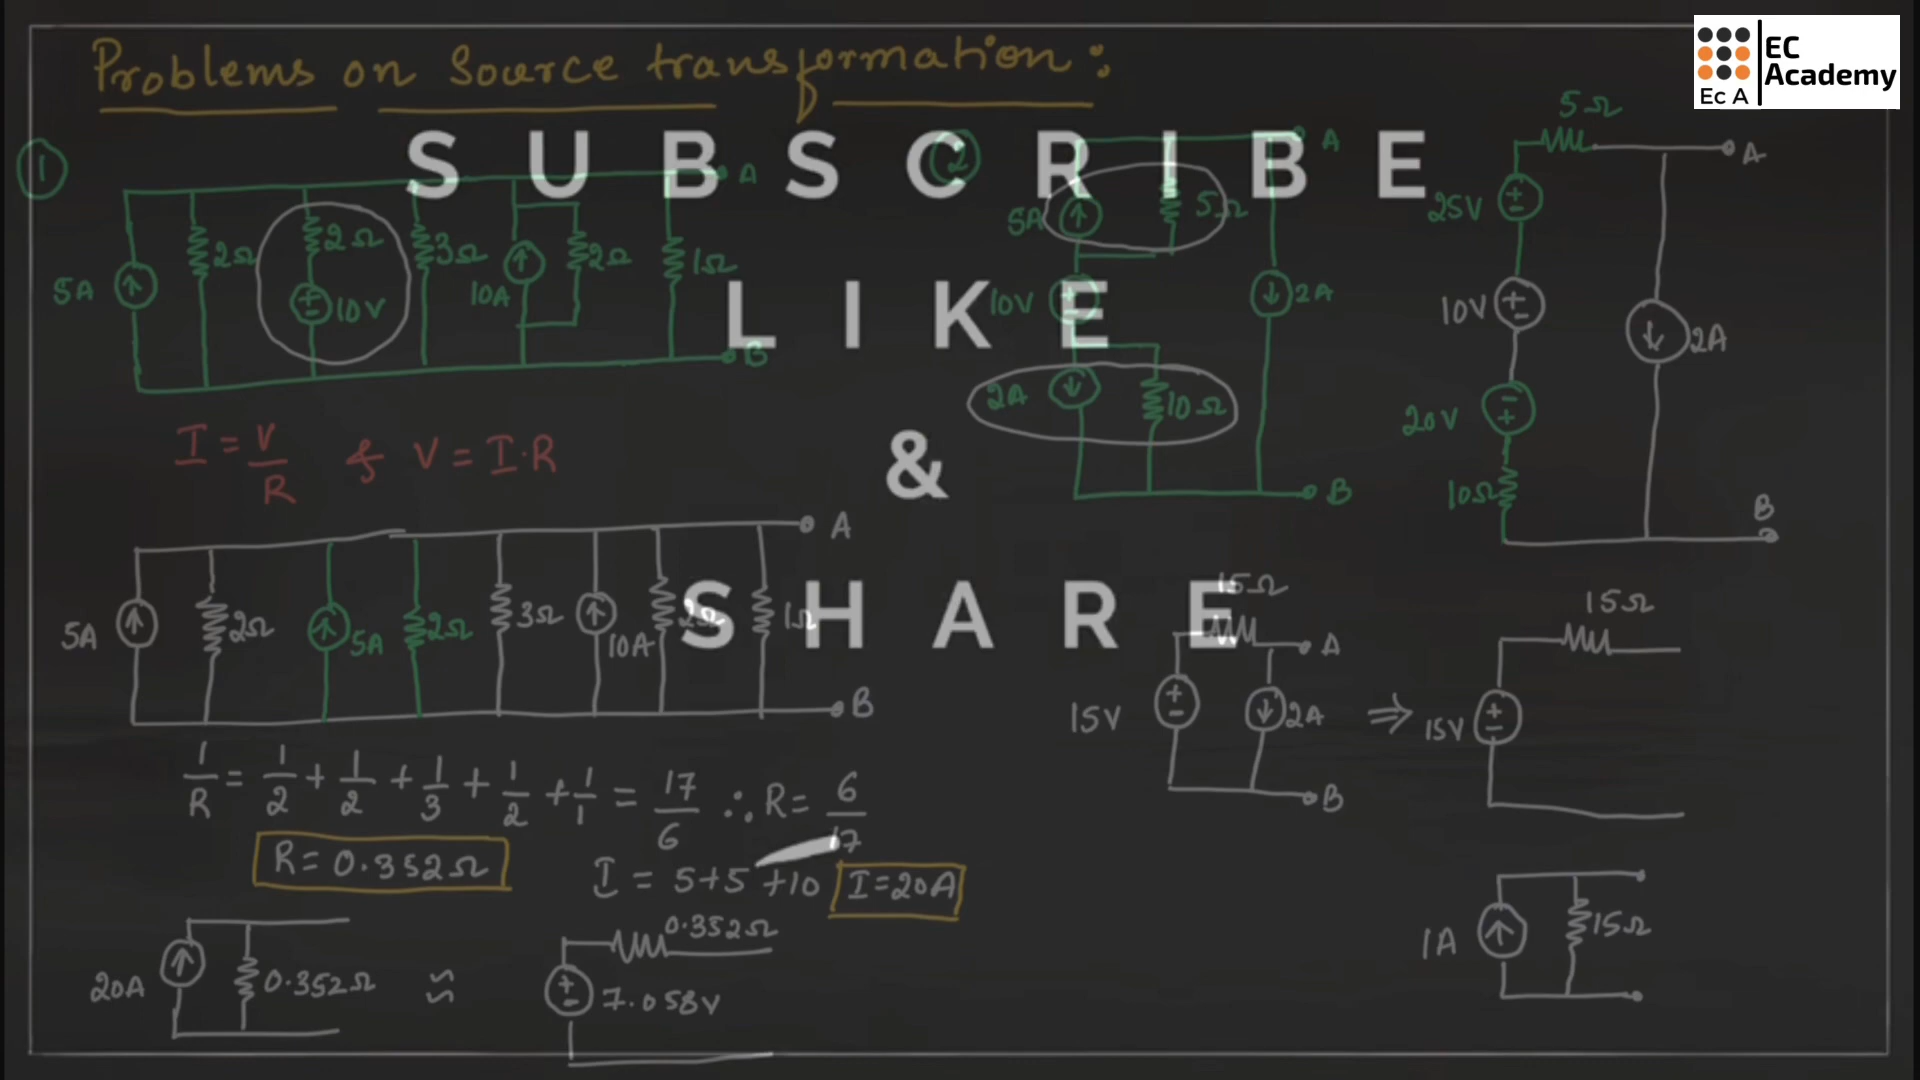 EC
Academy
Ec A
Problems on Source transformation :
SUBSCRIBE
LIKE
&
SHARE
1
5A 2Ω 2Ω 10V 3Ω 10A 2Ω 1Ω A B
I = V/R & V = I·R
5A 2Ω 5A 2Ω 3Ω 10A 2Ω 1Ω A B
1/R = 1/2 + 1/2 + 1/3 + 1/2 + 1/1 = 17/6 ∴ R = 6/17
R = 0.352Ω
I = 5+5+10 I=20A
20A 0.352Ω ≈ 0.352Ω 7.058V
2
5A 5Ω A
10V 2A
2A 10Ω B
5Ω A
25V
10V 2A
20V
10Ω B
15Ω A 15V 2A B ⇒ 15Ω 15V
1A 15Ω